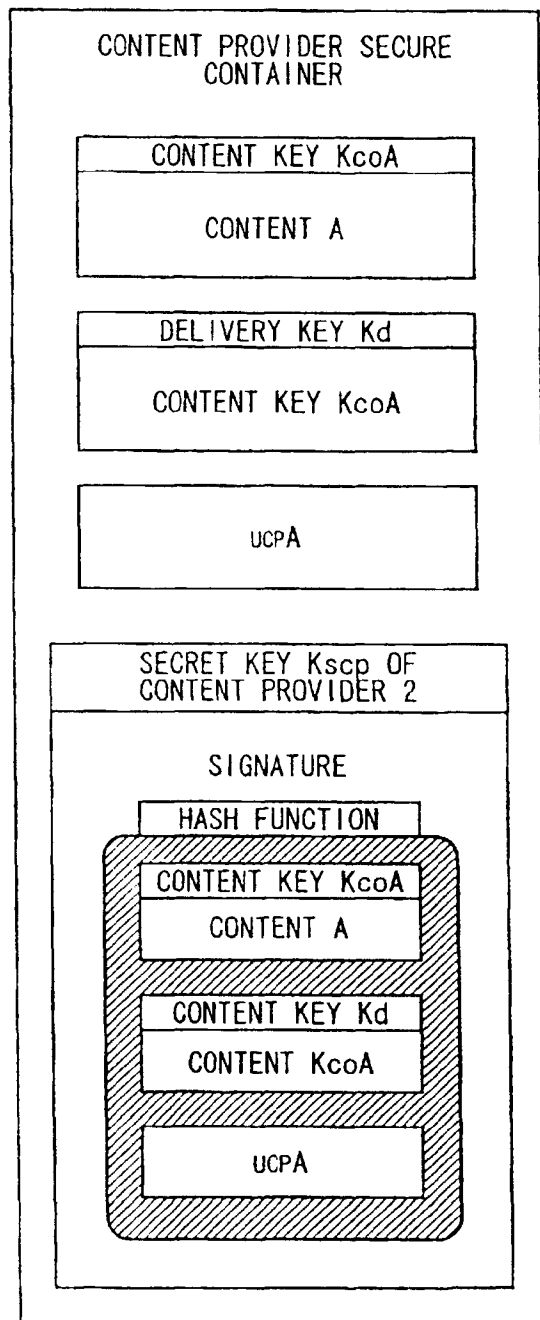 CONTENT PROVIDER SECURE
CONTAINER
CONTENT KEY KcoA
CONTENT A
DELIVERY KEY Kd
CONTENT KEY KcoA
UCPA
SECRET KEY Kscp OF
CONTENT PROVIDER 2
SIGNATURE
HASH FUNCTION
CONTENT KEY KcoA
CONTENT A
CONTENT KEY Kd
CONTENT KcoA
UCPA